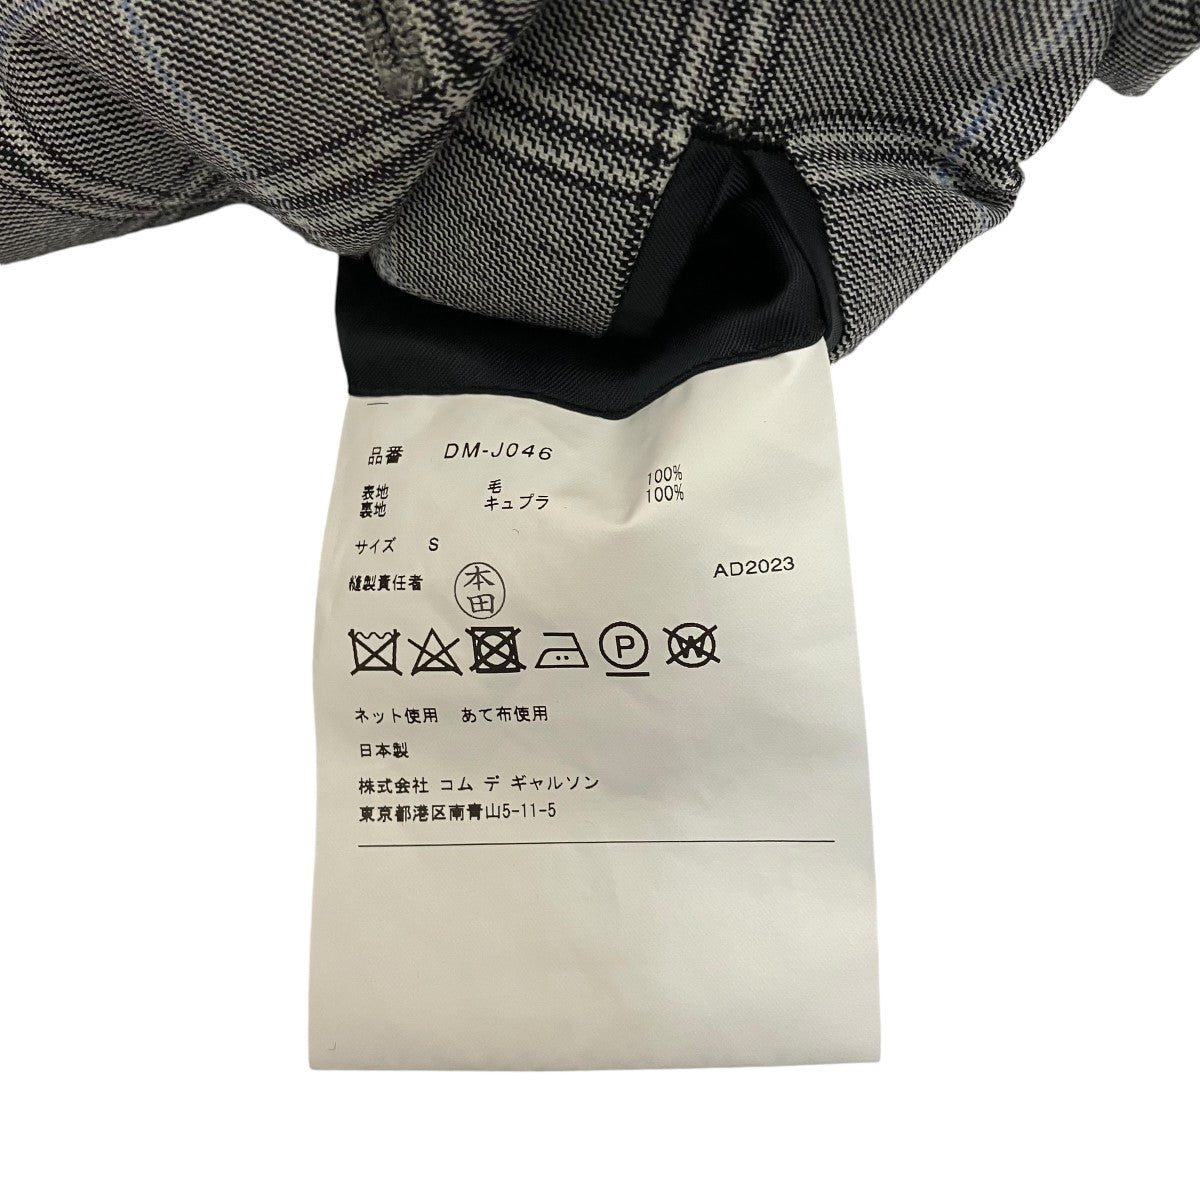 品番 DM-J046
表地 毛 100%
裏地 キュプラ 100%
サイズ S
AD2023
縫製責任者 本田
P W
ネット使用 あて布使用
日本製
株式会社 コム デ ギャルソン
東京都港区南青山5-11-5